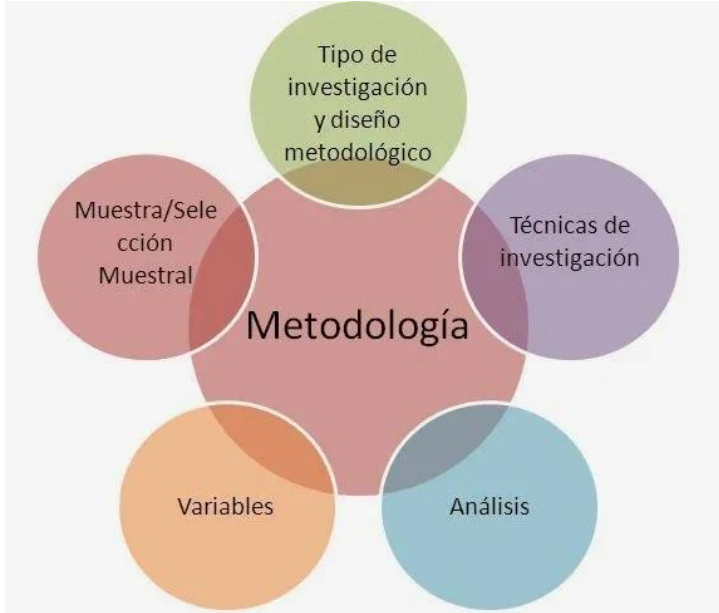 Tipo de
investigación
y diseño
metodológico
Muestra/Sele
cción
Muestral
Técnicas de
investigación
Metodología
Variables
Análisis